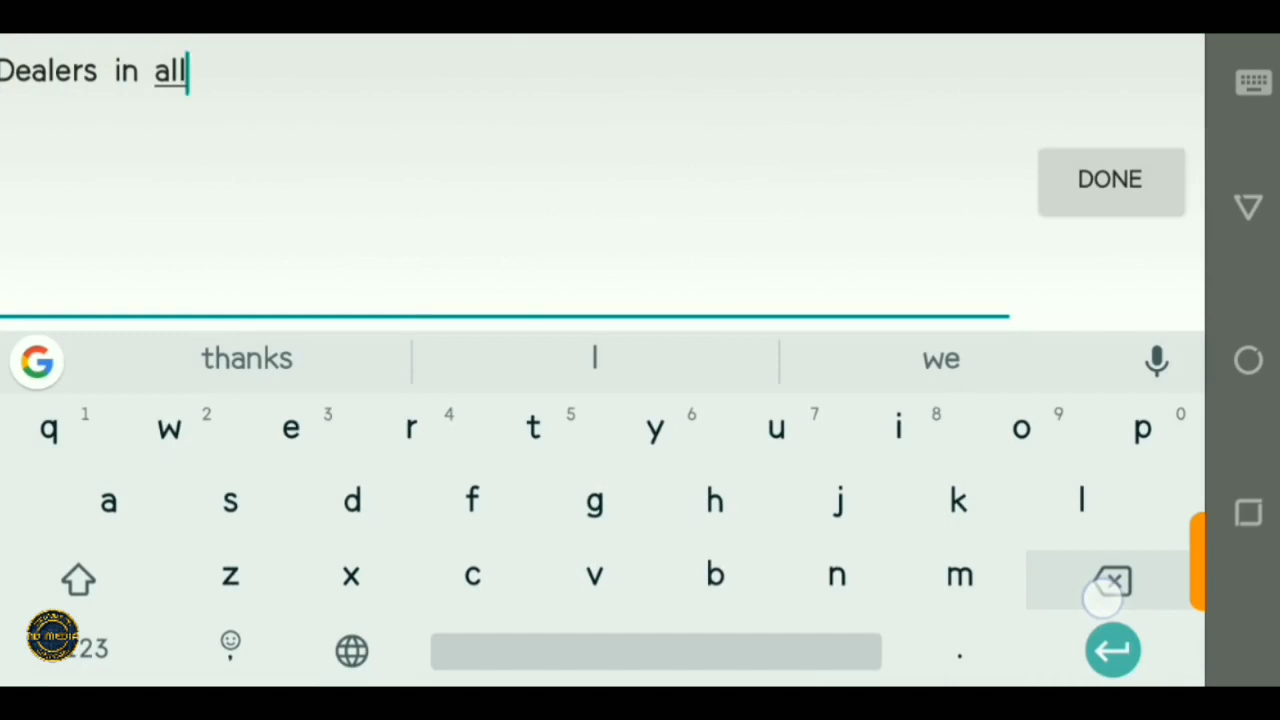 Dealers in all
DONE
thanks I we
q 1 w 2 e 3 r 4 t 5 y 6 u 7 i 8 o 9 p 0
a s d f g h j k l
z x c v b n m
23 .